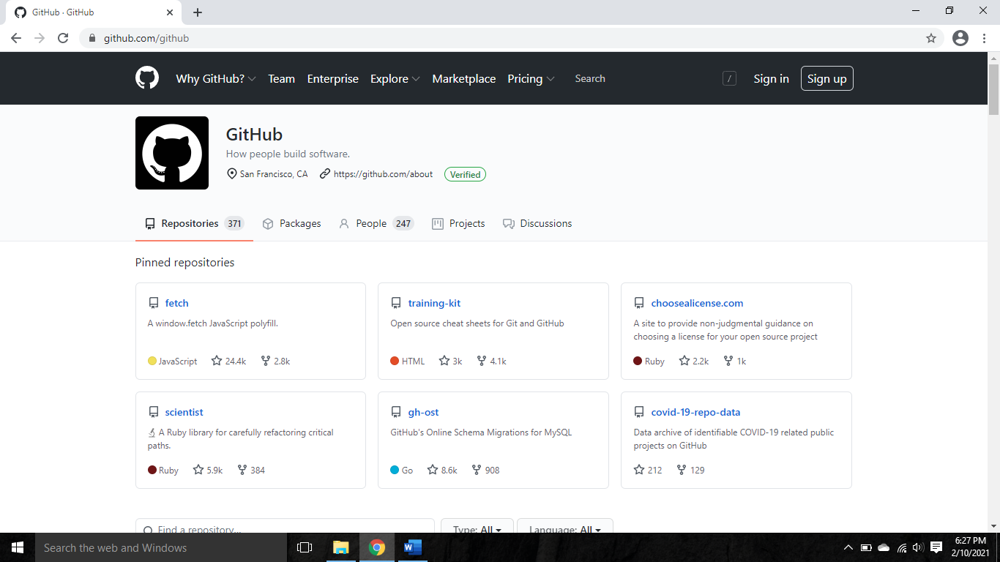 GitHub · GitHub
github.com/github
Why GitHub? Team Enterprise Explore Marketplace Pricing Search / Sign in Sign up
GitHub
How people build software.
San Francisco, CA https://github.com/about Verified
Repositories 371 Packages People 247 Projects Discussions
Pinned repositories
fetch
A window.fetch JavaScript polyfill.
JavaScript 24.4k 2.8k
training-kit
Open source cheat sheets for Git and GitHub
HTML 3k 4.1k
choosealicense.com
A site to provide non-judgmental guidance on
choosing a license for your open source project
Ruby 2.2k 1k
scientist
🔬 A Ruby library for carefully refactoring critical
paths.
Ruby 5.9k 384
gh-ost
GitHub's Online Schema Migrations for MySQL
Go 8.6k 908
covid-19-repo-data
Data archive of identifiable COVID-19 related public
projects on GitHub
212 129
Find a repository... Type: All Language: All
Search the web and Windows
6:27 PM
2/10/2021